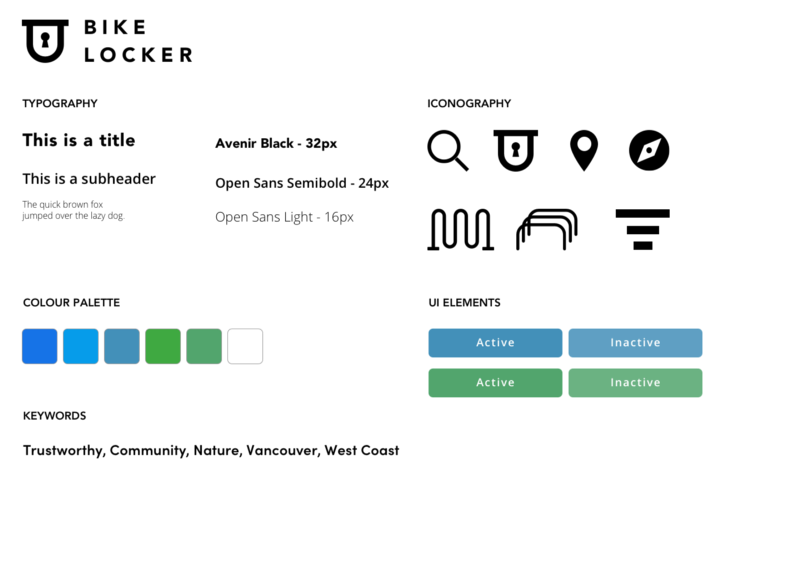 BIKE
LOCKER
TYPOGRAPHY
This is a title
Avenir Black - 32px
This is a subheader
Open Sans Semibold - 24px
The quick brown fox
jumped over the lazy dog.
Open Sans Light - 16px
ICONOGRAPHY
COLOUR PALETTE
UI ELEMENTS
Active
Inactive
Active
Inactive
KEYWORDS
Trustworthy, Community, Nature, Vancouver, West Coast